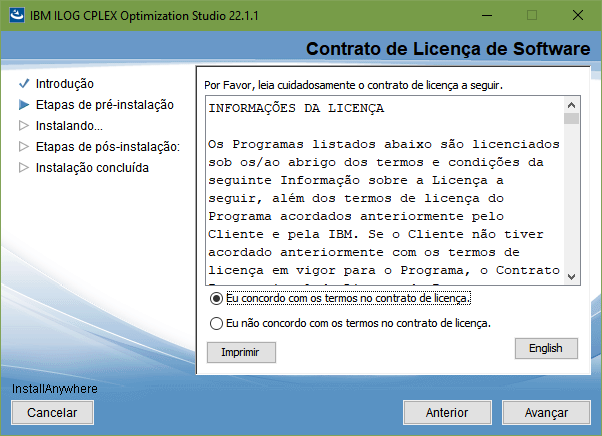 IBM ILOG CPLEX Optimization Studio 22.1.1
Contrato de Licença de Software
Introdução
Etapas de pré-instalação
Instalando...
Etapas de pós-instalação:
Instalação concluída
Por Favor, leia cuidadosamente o contrato de licença a seguir.
INFORMAÇÕES DA LICENÇA
Os Programas listados abaixo são licenciados
sob os/ao abrigo dos termos e condições da
seguinte Informação sobre a Licença a
seguir, além dos termos de licença do
Programa acordados anteriormente pelo
Cliente e pela IBM. Se o Cliente não tiver
acordado anteriormente com os termos de
licença em vigor para o Programa, o Contrato
Eu concordo com os termos no contrato de licença.
Eu não concordo com os termos no contrato de licença.
Imprimir
English
InstallAnywhere
Cancelar
Anterior
Avançar